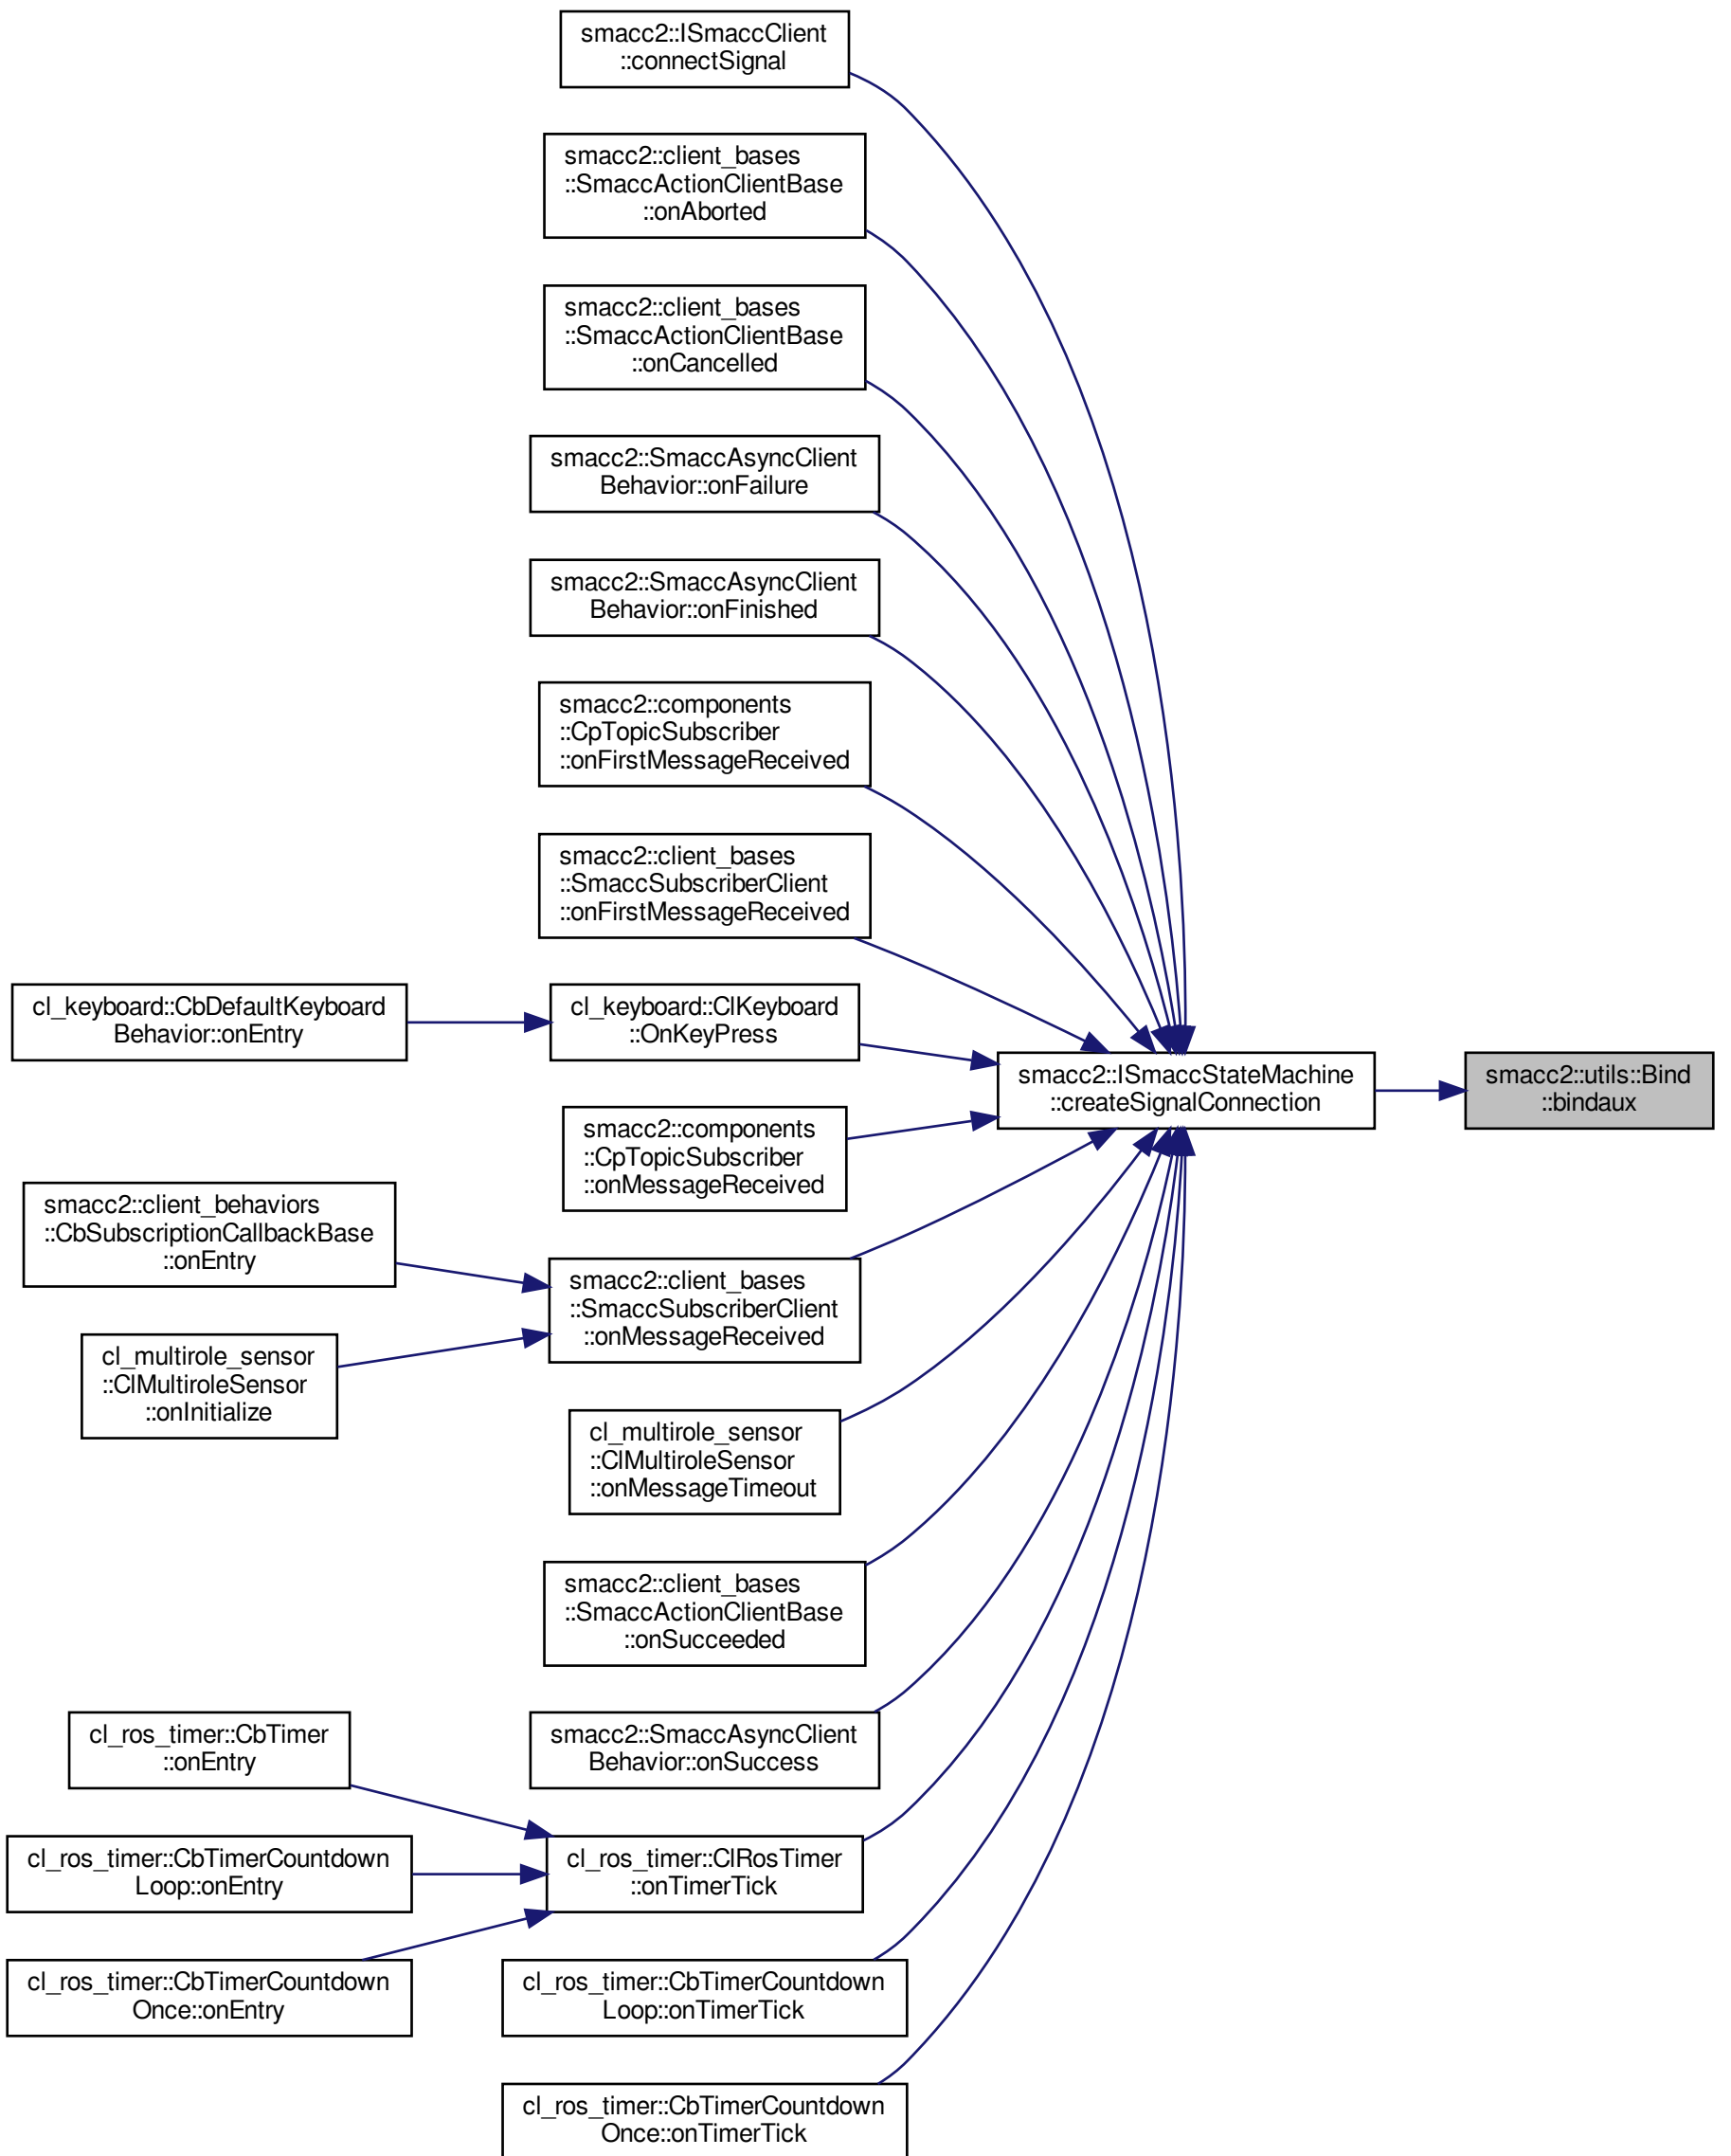 smacc2::ISmaccClient
::connectSignal
smacc2::client_bases
::SmaccActionClientBase
::onAborted
smacc2::client_bases
::SmaccActionClientBase
::onCancelled
smacc2::SmaccAsyncClient
Behavior::onFailure
smacc2::SmaccAsyncClient
Behavior::onFinished
smacc2::components
::CpTopicSubscriber
::onFirstMessageReceived
smacc2::client_bases
::SmaccSubscriberClient
::onFirstMessageReceived
cl_keyboard::CbDefaultKeyboard
Behavior::onEntry
cl_keyboard::ClKeyboard
::OnKeyPress
smacc2::ISmaccStateMachine
::createSignalConnection
smacc2::utils::Bind
::bindaux
smacc2::components
::CpTopicSubscriber
::onMessageReceived
smacc2::client_behaviors
::CbSubscriptionCallbackBase
::onEntry
smacc2::client_bases
::SmaccSubscriberClient
::onMessageReceived
cl_multirole_sensor
::ClMultiroleSensor
::onInitialize
cl_multirole_sensor
::ClMultiroleSensor
::onMessageTimeout
smacc2::client_bases
::SmaccActionClientBase
::onSucceeded
smacc2::SmaccAsyncClient
Behavior::onSuccess
cl_ros_timer::CbTimer
::onEntry
cl_ros_timer::CbTimerCountdown
Loop::onEntry
cl_ros_timer::ClRosTimer
::onTimerTick
cl_ros_timer::CbTimerCountdown
Once::onEntry
cl_ros_timer::CbTimerCountdown
Loop::onTimerTick
cl_ros_timer::CbTimerCountdown
Once::onTimerTick